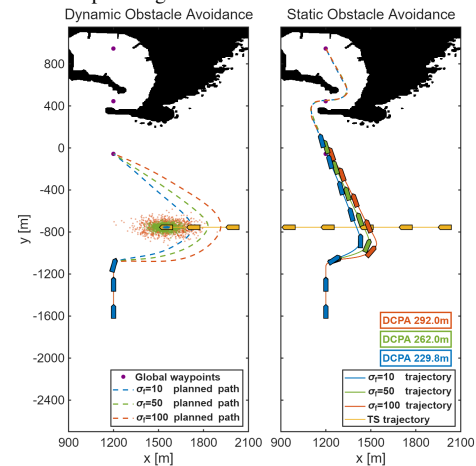 Dynamic Obstacle Avoidance
Static Obstacle Avoidance
y [m]
800
400
0
-400
-800
-1200
-1600
-2000
-2400
Global waypoints
σf=10 planned path
σf=50 planned path
σf=100 planned path
900 1200 1500 1800 2100
x [m]
DCPA 292.0m
DCPA 262.0m
DCPA 229.8m
σf=10 trajectory
σf=50 trajectory
σf=100 trajectory
TS trajectory
900 1200 1500 1800 2100
x [m]